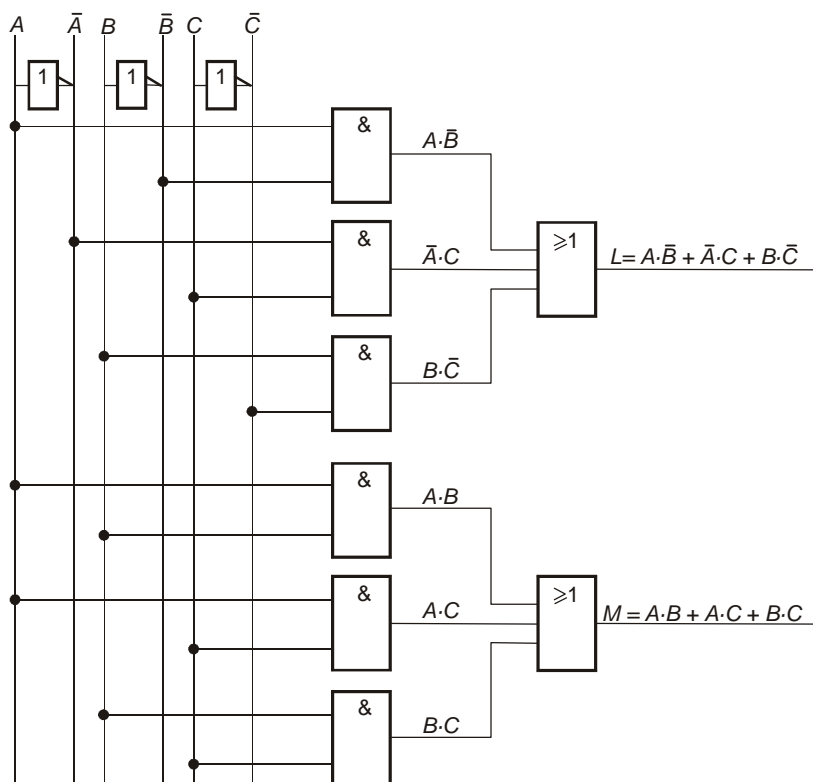 A Ā B B̄ C C̄
1 1 1
&
A·B̄
&
Ā·C
≥1
L= A·B̄ + Ā·C + B·C̄
&
B·C̄
&
A·B
&
A·C
≥1
M = A·B + A·C + B·C
&
B·C